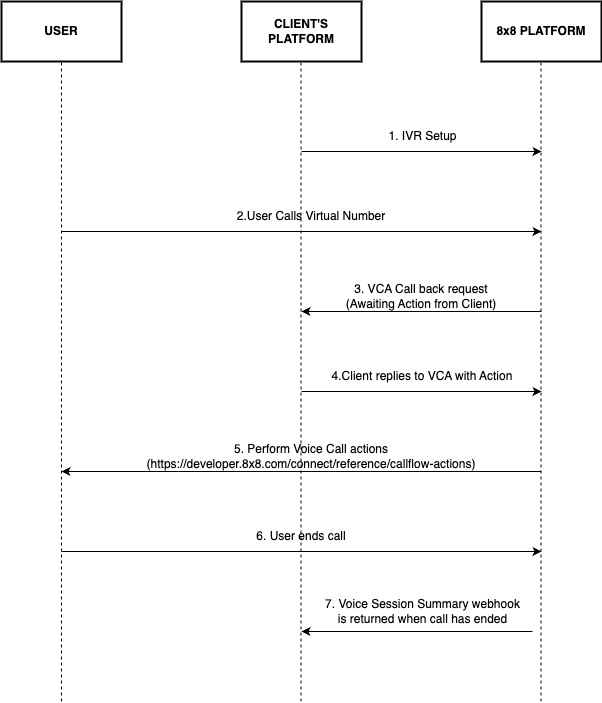 USER
CLIENT'S
PLATFORM
8x8 PLATFORM
1. IVR Setup
2.User Calls Virtual Number
3. VCA Call back request
(Awaiting Action from Client)
4.Client replies to VCA with Action
5. Perform Voice Call actions
(https://developer.8x8.com/connect/reference/callflow-actions)
6. User ends call
7. Voice Session Summary webhook
is returned when call has ended